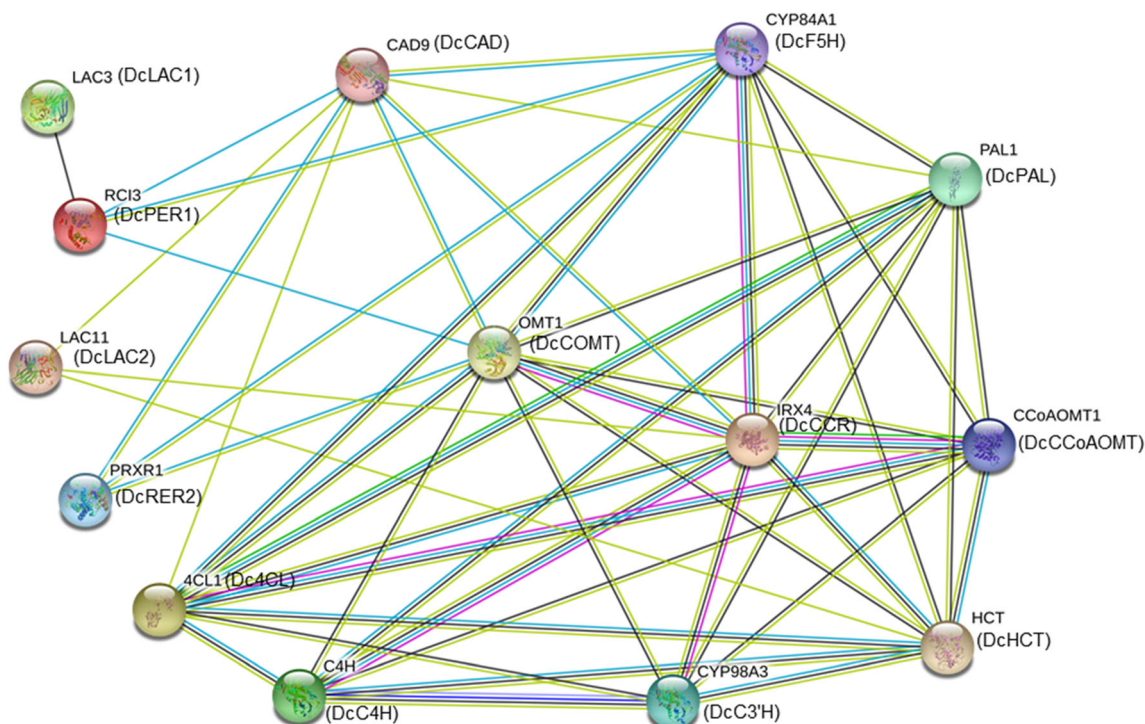 CYP84A1
(DcF5H)
CAD9 (DcCAD)
LAC3 (DcLAC1)
PAL1
(DcPAL)
RCI3
(DcPER1)
LAC11
(DcLAC2)
OMT1
(DcCOMT)
IRX4
(DcCCR)
CCoAOMT1
(DcCCoAOMT)
PRXR1
(DcRER2)
4CL1 (Dc4CL)
HCT
(DcHCT)
C4H
(DcC4H)
CYP98A3
(DcC3'H)